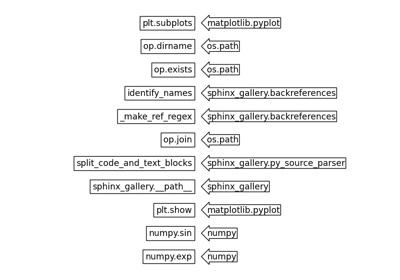 plt.subplots matplotlib.pyplot
op.dirname os.path
op.exists os.path
identify_names sphinx_gallery.backreferences
_make_ref_regex sphinx_gallery.backreferences
op.join os.path
split_code_and_text_blocks sphinx_gallery.py_source_parser
sphinx_gallery.__path__ sphinx_gallery
plt.show matplotlib.pyplot
numpy.sin numpy
numpy.exp numpy